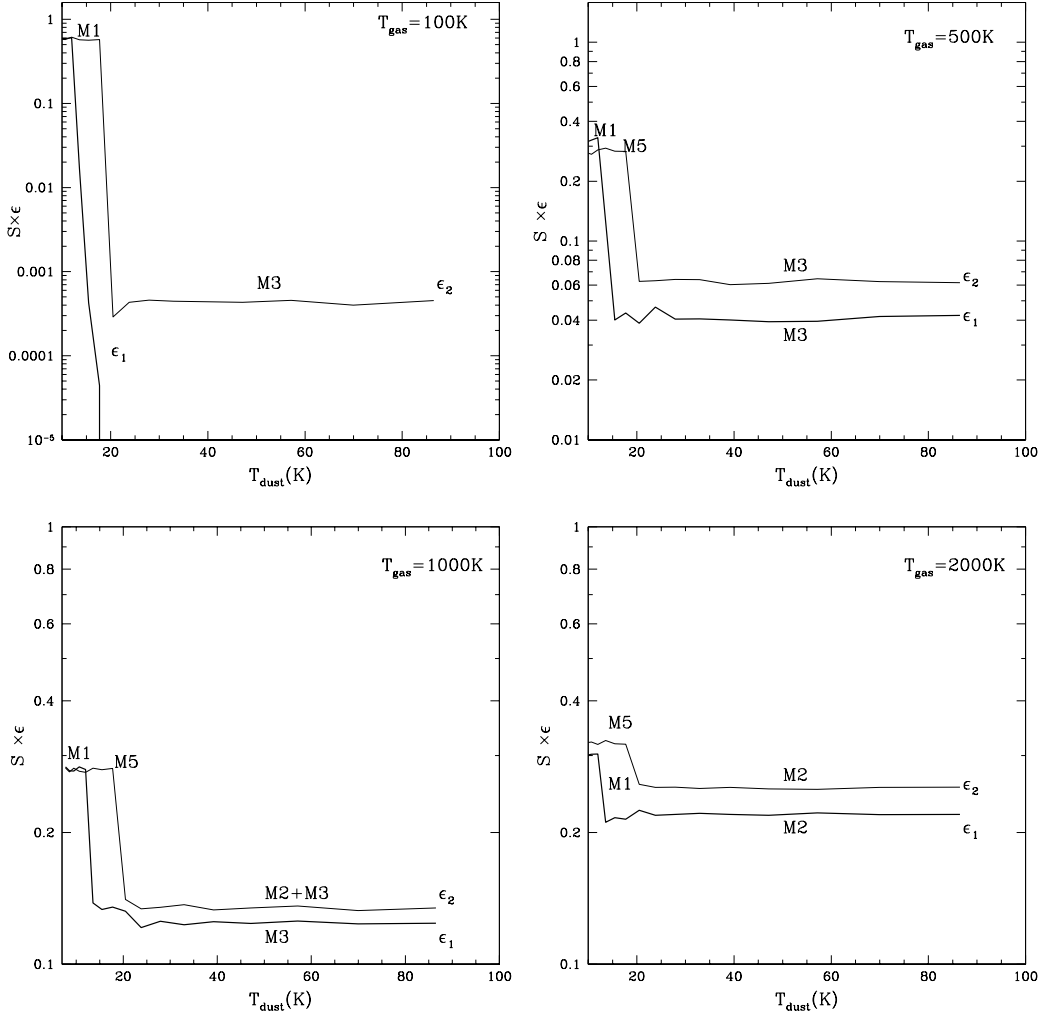 T_gas=100K
1
M1
0.1
0.01
S×ε
0.001
M3
ε_2
0.0001
ε_1
10^-5
20
40
60
80
100
T_dust(K)
T_gas=500K
1
0.8
0.6
0.4
M1
M5
0.2
S ×ε
0.1
0.08
M3
0.06
ε_2
0.04
ε_1
M3
0.02
0.01
20
40
60
80
100
T_dust(K)
1
T_gas=1000K
0.8
0.6
0.4
S ×ε
M1
M5
0.2
M2+M3
ε_2
M3
ε_1
0.1
20
40
60
80
100
T_dust(K)
1
T_gas=2000K
0.8
0.6
0.4
M5
S ×ε
M1
M2
ε_2
0.2
M2
ε_1
0.1
20
40
60
80
100
T_dust(K)